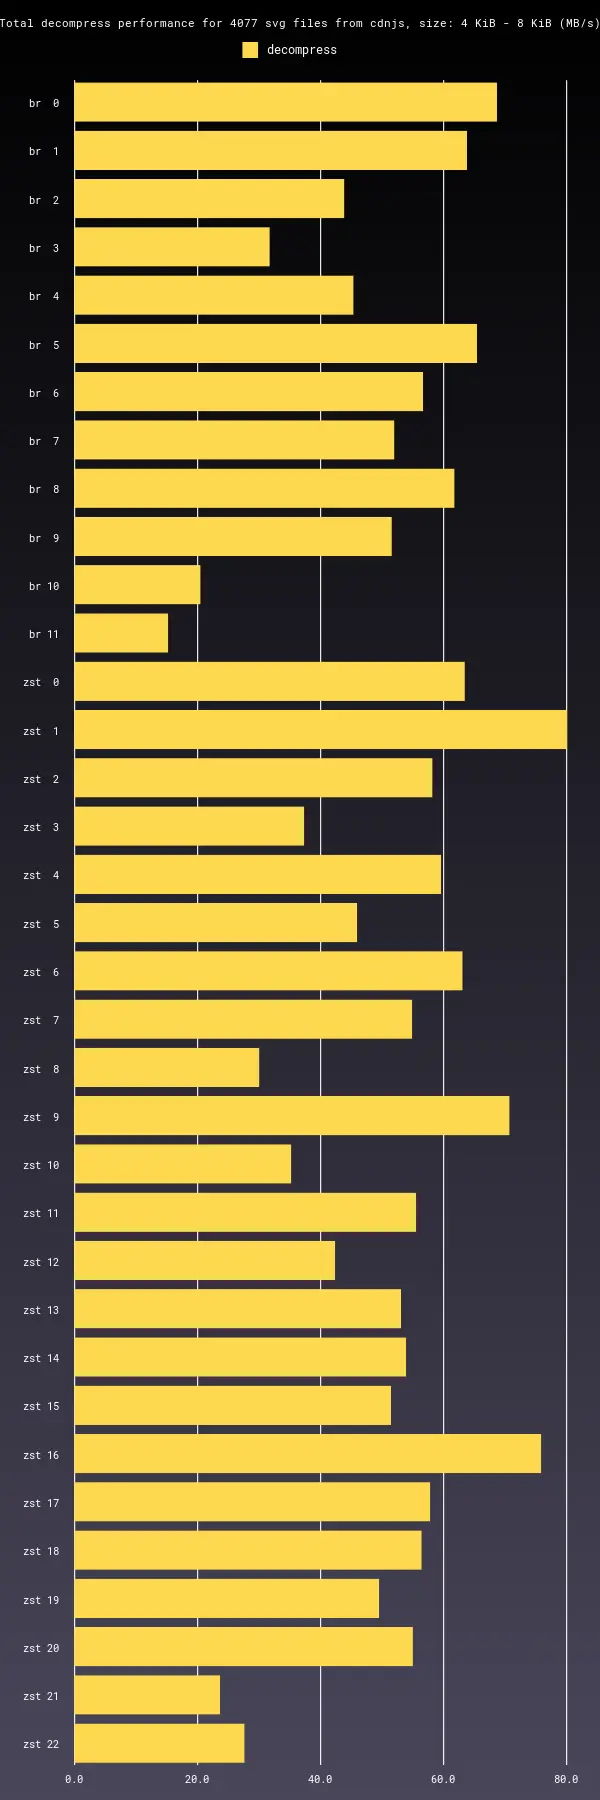 Total decompress performance for 4077 svg files from cdnjs, size: 4 KiB - 8 KiB (MB/s)
decompress
br 0
br 1
br 2
br 3
br 4
br 5
br 6
br 7
br 8
br 9
br 10
br 11
zst 0
zst 1
zst 2
zst 3
zst 4
zst 5
zst 6
zst 7
zst 8
zst 9
zst 10
zst 11
zst 12
zst 13
zst 14
zst 15
zst 16
zst 17
zst 18
zst 19
zst 20
zst 21
zst 22
0.0 20.0 40.0 60.0 80.0